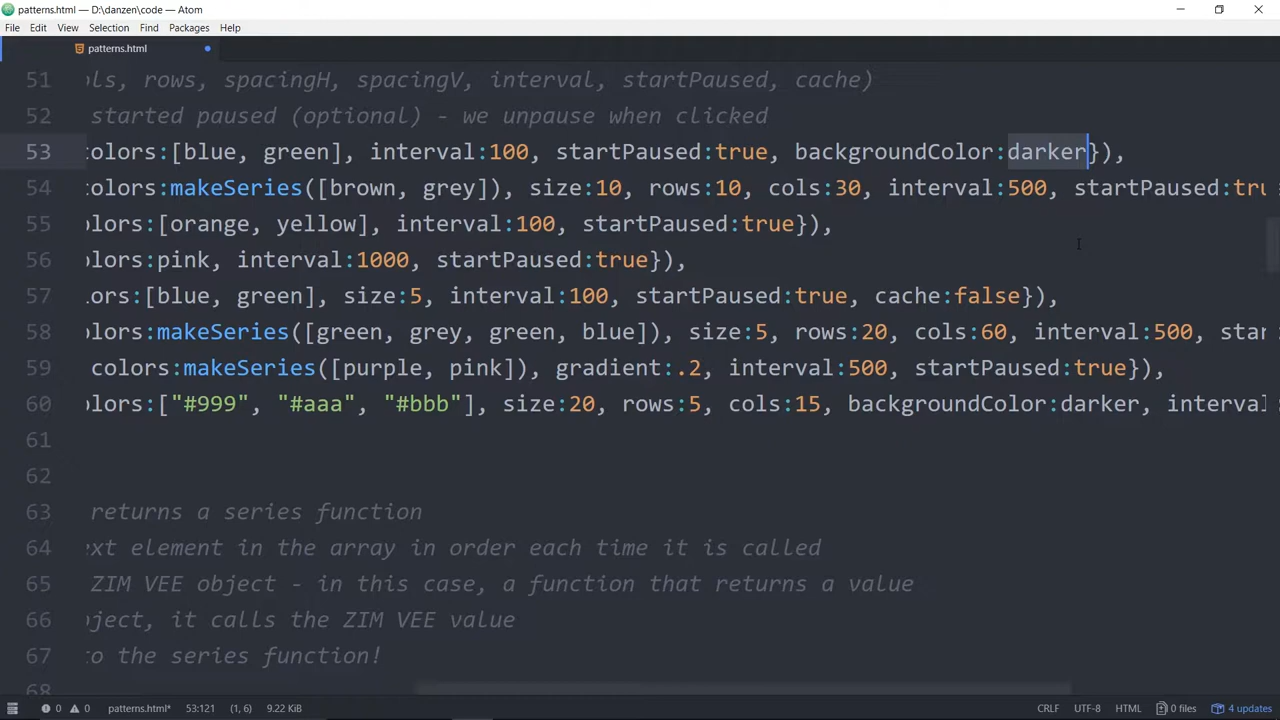 patterns.html — D:\danzen\code — Atom
File Edit View Selection Find Packages Help
patterns.html
51 ols, rows, spacingH, spacingV, interval, startPaused, cache)
52 started paused (optional) - we unpause when clicked
53 colors:[blue, green], interval:100, startPaused:true, backgroundColor:darker}),
54 colors:makeSeries([brown, grey]), size:10, rows:10, cols:30, interval:500, startPaused:tru
55 olors:[orange, yellow], interval:100, startPaused:true}),
56 olors:pink, interval:1000, startPaused:true}),
57 lors:[blue, green], size:5, interval:100, startPaused:true, cache:false}),
58 olors:makeSeries([green, grey, green, blue]), size:5, rows:20, cols:60, interval:500, star
59 colors:makeSeries([purple, pink]), gradient:.2, interval:500, startPaused:true}),
60 olors:["#999", "#aaa", "#bbb"], size:20, rows:5, cols:15, backgroundColor:darker, interval
61
62
63 returns a series function
64 ext element in the array in order each time it is called
65 ZIM VEE object - in this case, a function that returns a value
66 oject, it calls the ZIM VEE value
67 to the series function!
68
0 0 patterns.html* 53:121 (1, 6) 9.22 KiB CRLF UTF-8 HTML 0 files 4 updates